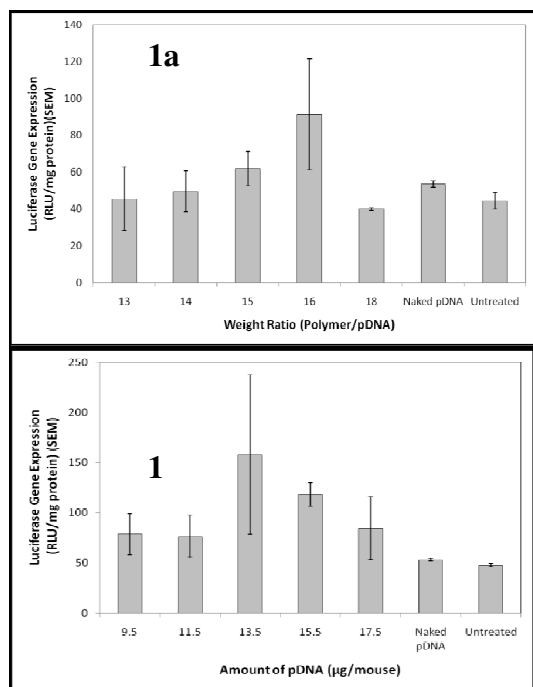 1a
Luciferase Gene Expression
(RLU/mg protein)(SEM)
140
120
100
80
60
40
20
0
13 14 15 16 18 Naked pDNA Untreated
Weight Ratio (Polymer/pDNA)
1
Luciferase Gene Expression
(RLU/mg protein) (SEM)
250
200
150
100
50
0
9.5 11.5 13.5 15.5 17.5 Naked Untreated
pDNA
Amount of pDNA (µg/mouse)